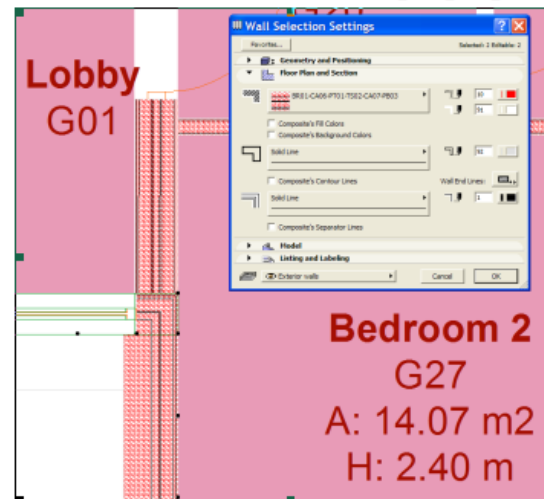 Wall Selection Settings
Favorites...
Selected: 2 Editable: 2
Geometry and Positioning
Floor Plan and Section
Composite's Fill Colors
Composite's Background Colors
Solid Line
Composite's Contour Lines
Wall End Lines:
Solid Line
1
Composite's Separator Lines
Model
Listing and Labeling
Exterior walls
Cancel
OK
Lobby
G01
Bedroom 2
G27
A: 14.07 m2
H: 2.40 m